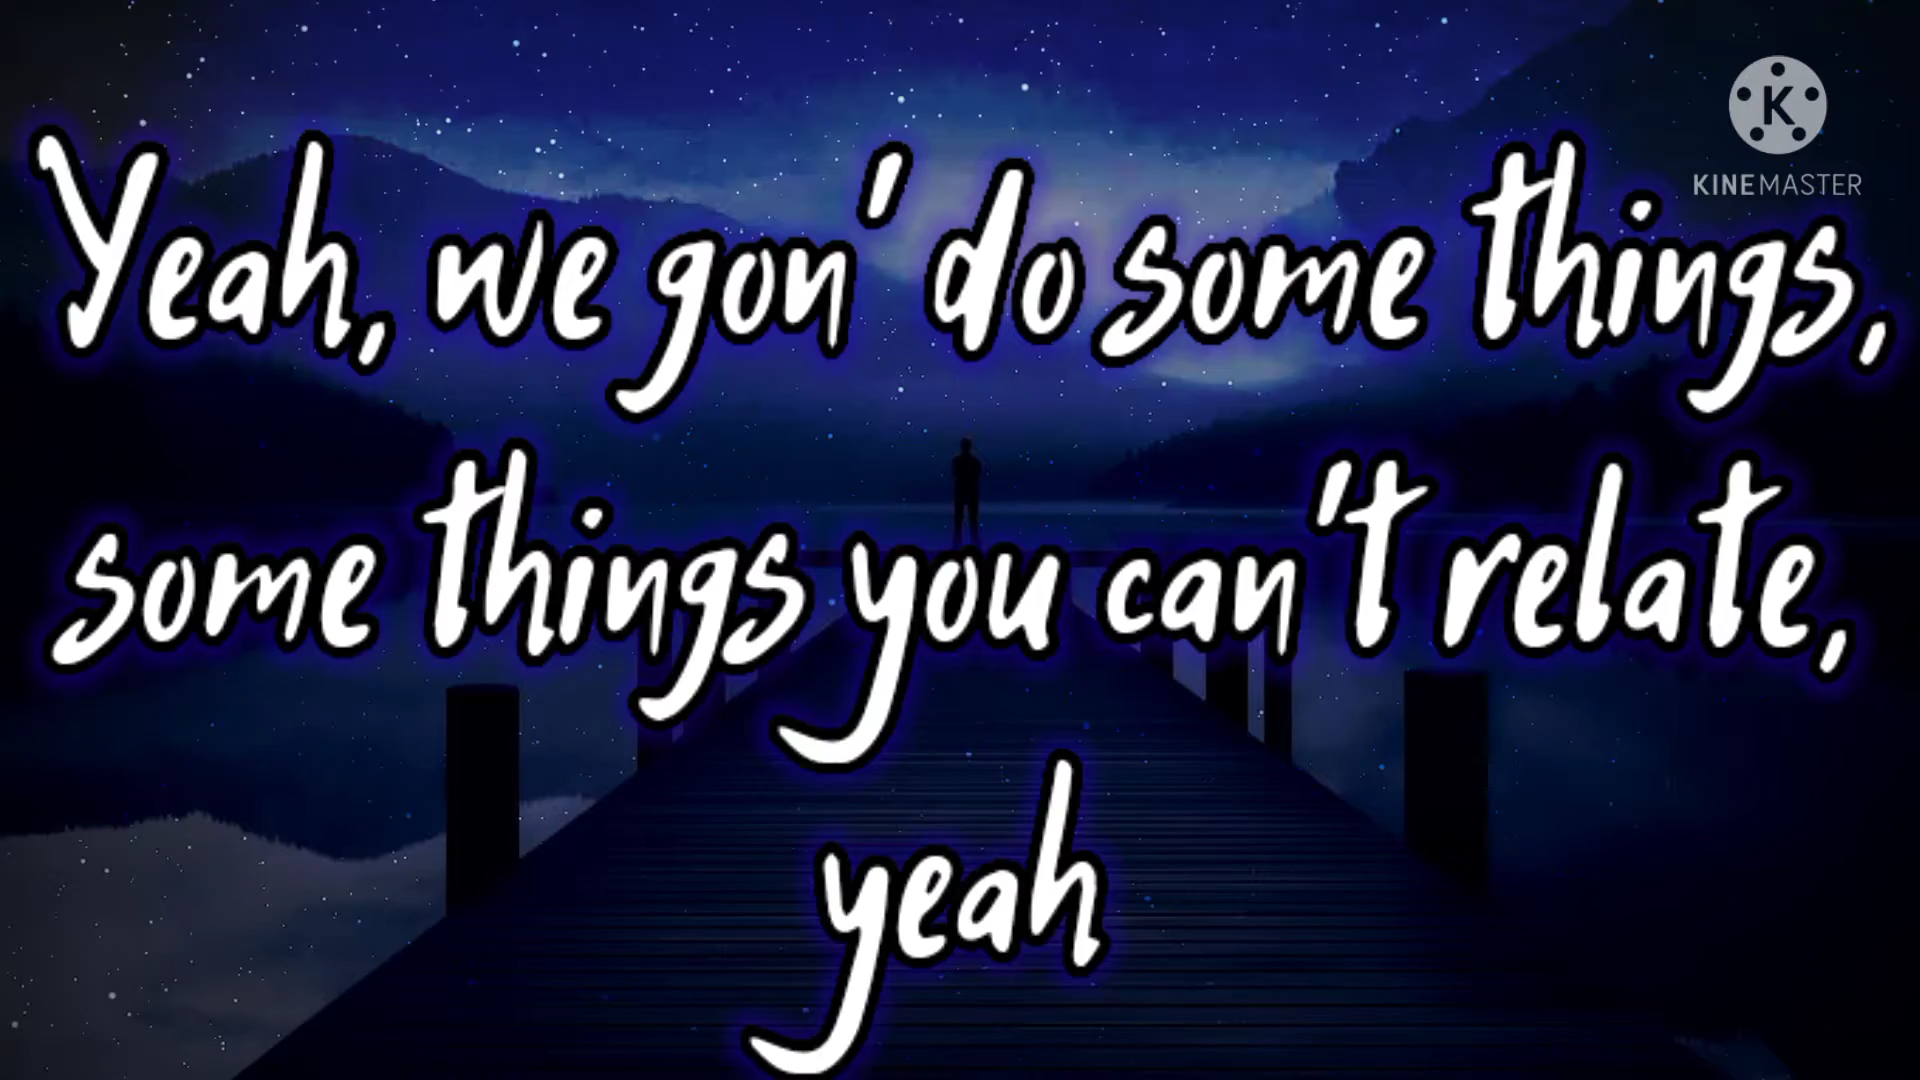 KINEMASTER
Yeah, we gon' do some things,
some things you can't relate,
yeah